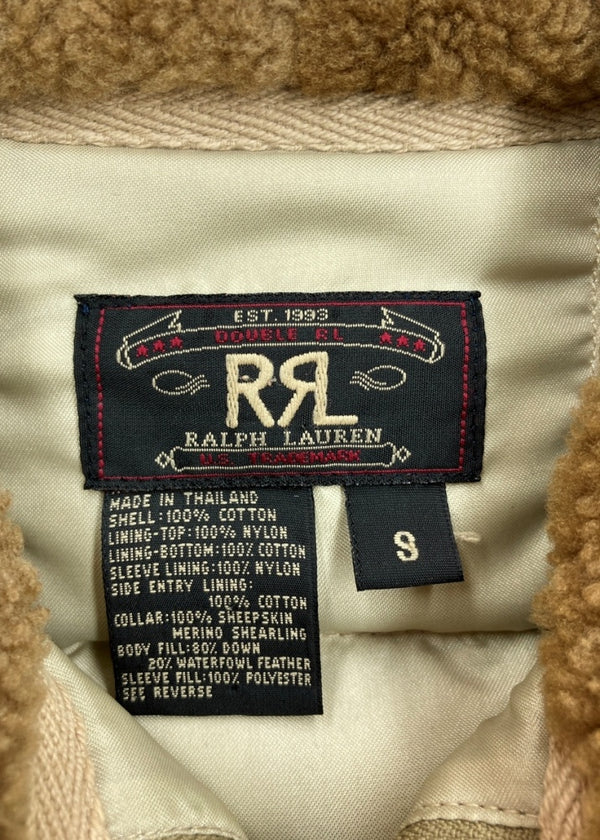 EST. 1993
DOUBLE RL
RRL
RALPH LAUREN
U.S. TRADEMARK
MADE IN THAILAND
SHELL:100% COTTON
LINING-TOP:100% NYLON
LINING-BOTTOM:100% COTTON
SLEEVE LINING:100% NYLON
SIDE ENTRY LINING:
100% COTTON
COLLAR:100% SHEEPSKIN
MERINO SHEARLING
BODY FILL:80% DOWN
20% WATERFOWL FEATHER
SLEEVE FILL:100% POLYESTER
SEE REVERSE
S